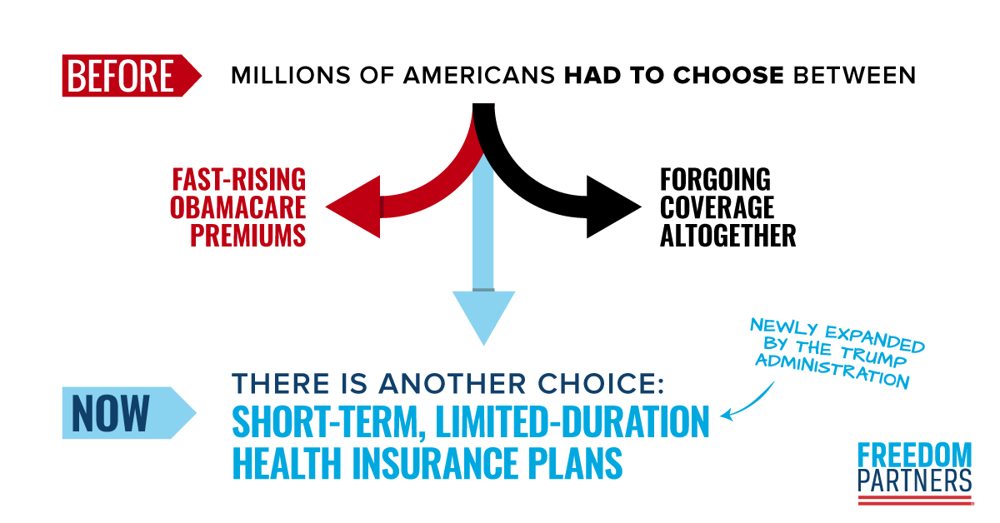 BEFORE
MILLIONS OF AMERICANS HAD TO CHOOSE BETWEEN
FAST-RISING
OBAMACARE
PREMIUMS
FORGOING
COVERAGE
ALTOGETHER
NEWLY EXPANDED
BY THE TRUMP
ADMINISTRATION
NOW
THERE IS ANOTHER CHOICE:
SHORT-TERM, LIMITED-DURATION
HEALTH INSURANCE PLANS
FREEDOM
PARTNERS